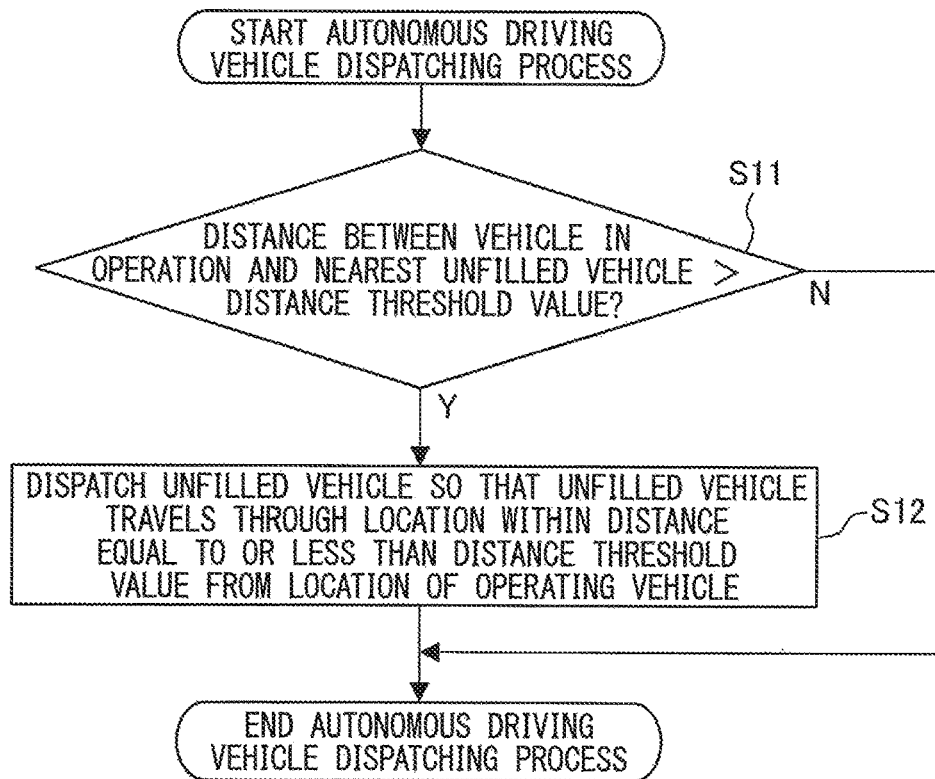 START AUTONOMOUS DRIVING
VEHICLE DISPATCHING PROCESS
S11
DISTANCE BETWEEN VEHICLE IN
OPERATION AND NEAREST UNFILLED VEHICLE >
DISTANCE THRESHOLD VALUE?
N
Y
DISPATCH UNFILLED VEHICLE SO THAT UNFILLED VEHICLE
TRAVELS THROUGH LOCATION WITHIN DISTANCE
EQUAL TO OR LESS THAN DISTANCE THRESHOLD
VALUE FROM LOCATION OF OPERATING VEHICLE
S12
END AUTONOMOUS DRIVING
VEHICLE DISPATCHING PROCESS